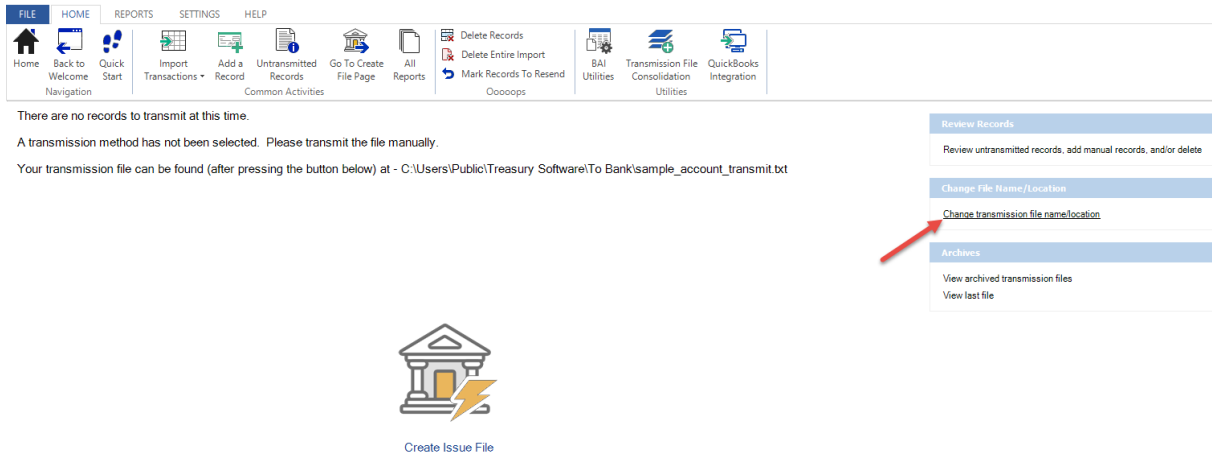 FILE HOME REPORTS SETTINGS HELP
Home Back to Quick Import Add a Untransmitted Go To Create All Delete Records BAI Transmission File QuickBooks
Welcome Start Transactions Record Records File Page Reports Delete Entire Import Utilities Consolidation Integration
Mark Records To Resend
Navigation Common Activities Ooooops Utilities
There are no records to transmit at this time.
A transmission method has not been selected. Please transmit the file manually.
Your transmission file can be found (after pressing the button below) at - C:\Users\Public\Treasury Software\To Bank\sample_account_transmit.txt
Review Records
Review untransmitted records, add manual records, and/or delete
Change File Name/Location
Change transmission file name/location
Archives
View archived transmission files
View last file
Create Issue File